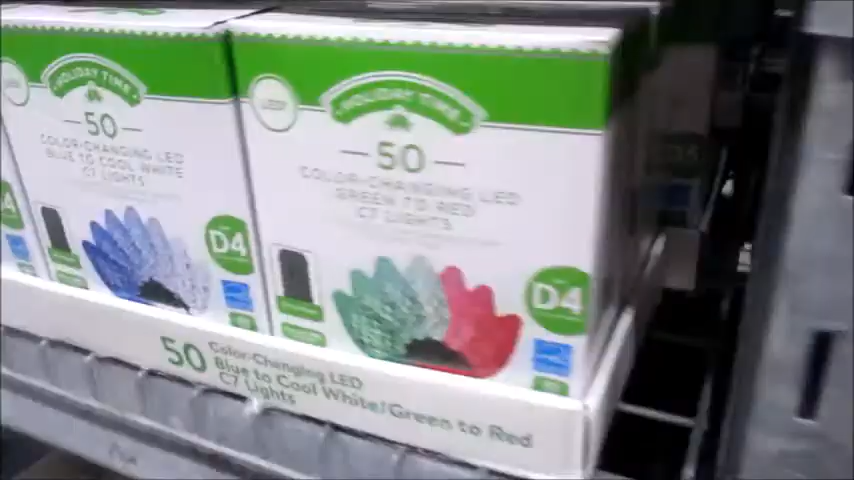 HOLIDAY TIME
50
COLOR-CHANGING LED
BLUE TO COOL WHITE
C7 LIGHTS
D4
HOLIDAY TIME
LED
50
COLOR-CHANGING LED
GREEN TO RED
C7 LIGHTS
D4
50 Color-Changing LED
Blue to Cool White/Green to Red
C7 Lights